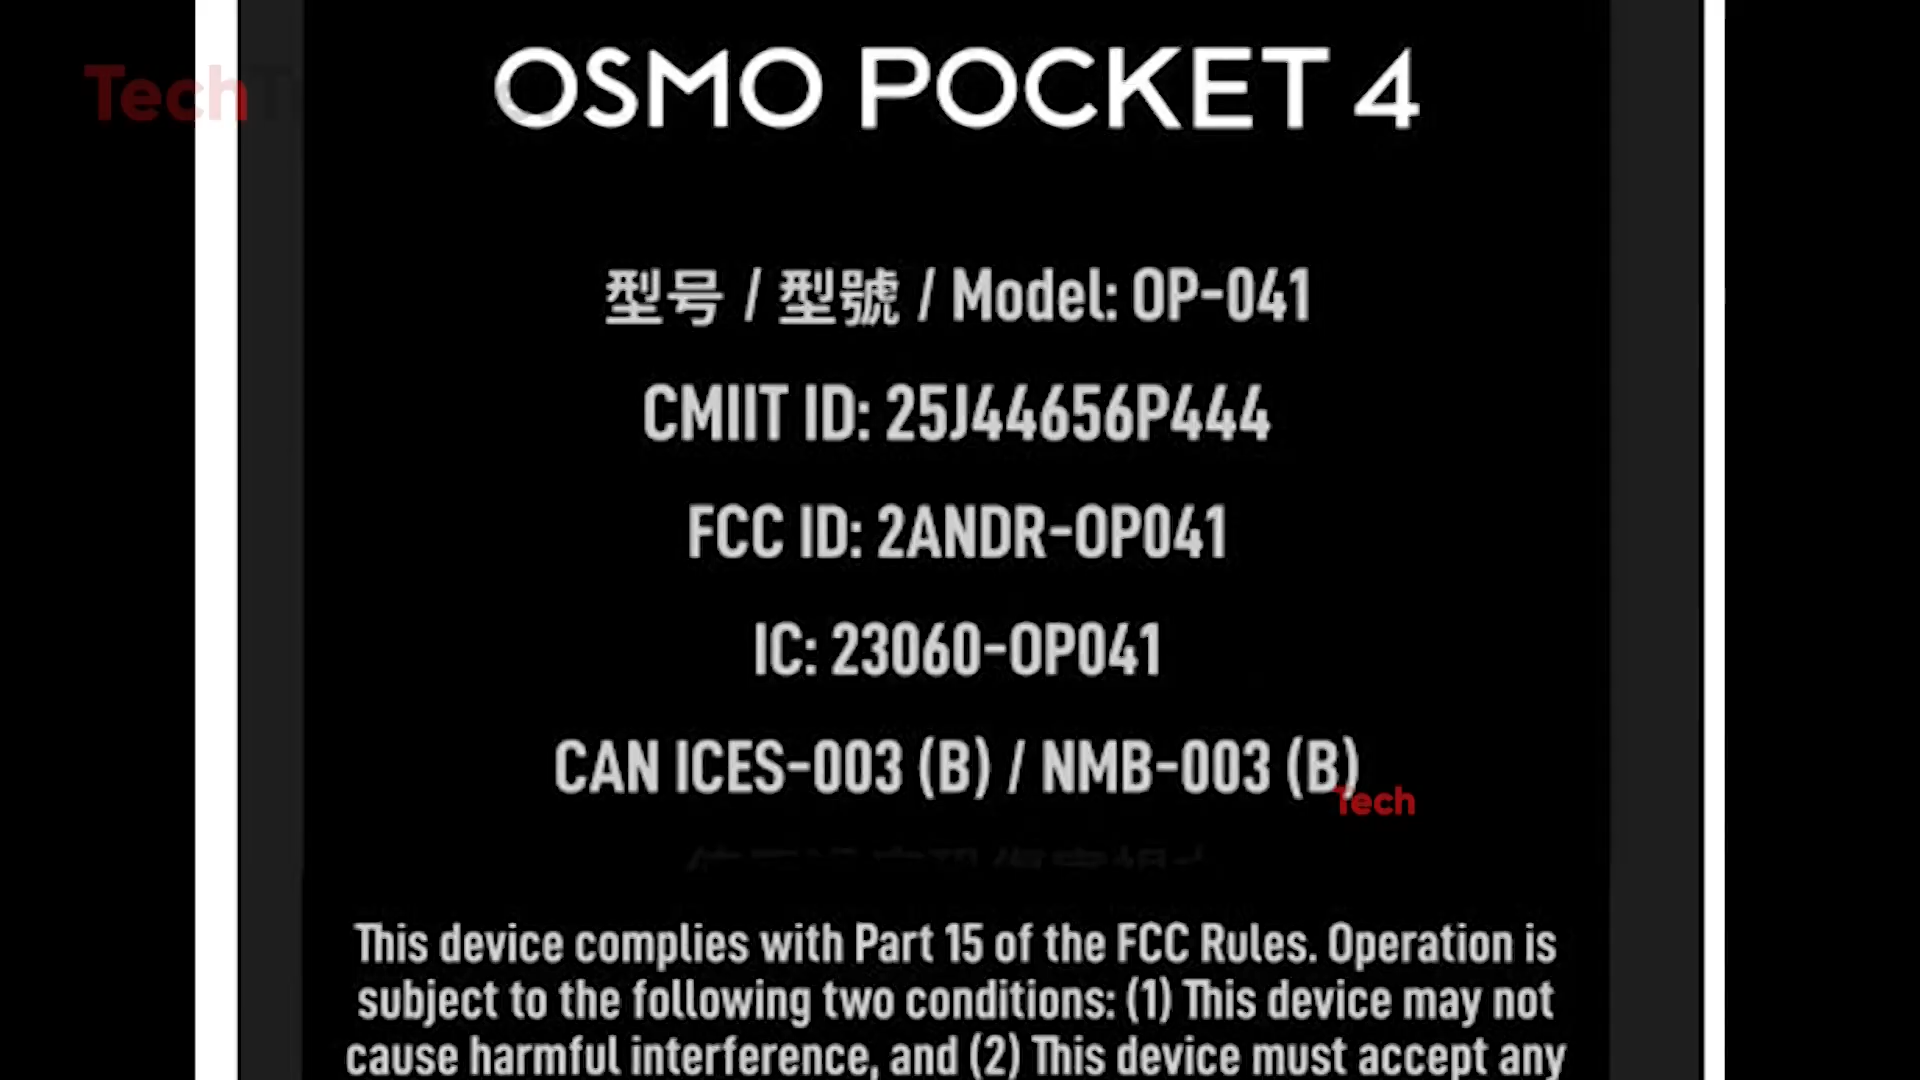 OSMO POCKET 4
Tech
型号 / 型號 / Model: OP-041
CMIIT ID: 25J44656P444
FCC ID: 2ANDR-OP041
IC: 23060-OP041
CAN ICES-003 (B) / NMB-003 (B)
Tech
This device complies with Part 15 of the FCC Rules. Operation is
subject to the following two conditions: (1) This device may not
cause harmful interference, and (2) This device must accept any